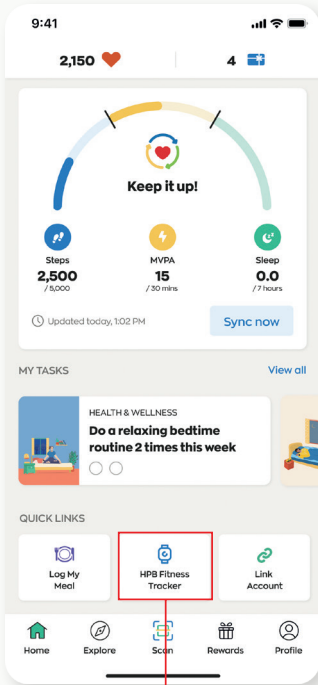 9:41
2,150
4
Keep it up!
Steps
2,500
/ 5,000
MVPA
15
/ 30 mins
Sleep
0.0
/ 7 hours
Updated today, 1:02 PM
Sync now
MY TASKS
View all
HEALTH & WELLNESS
Do a relaxing bedtime
routine 2 times this week
QUICK LINKS
Log My
Meal
HPB Fitness
Tracker
Link
Account
Home
Explore
Scan
Rewards
Profile